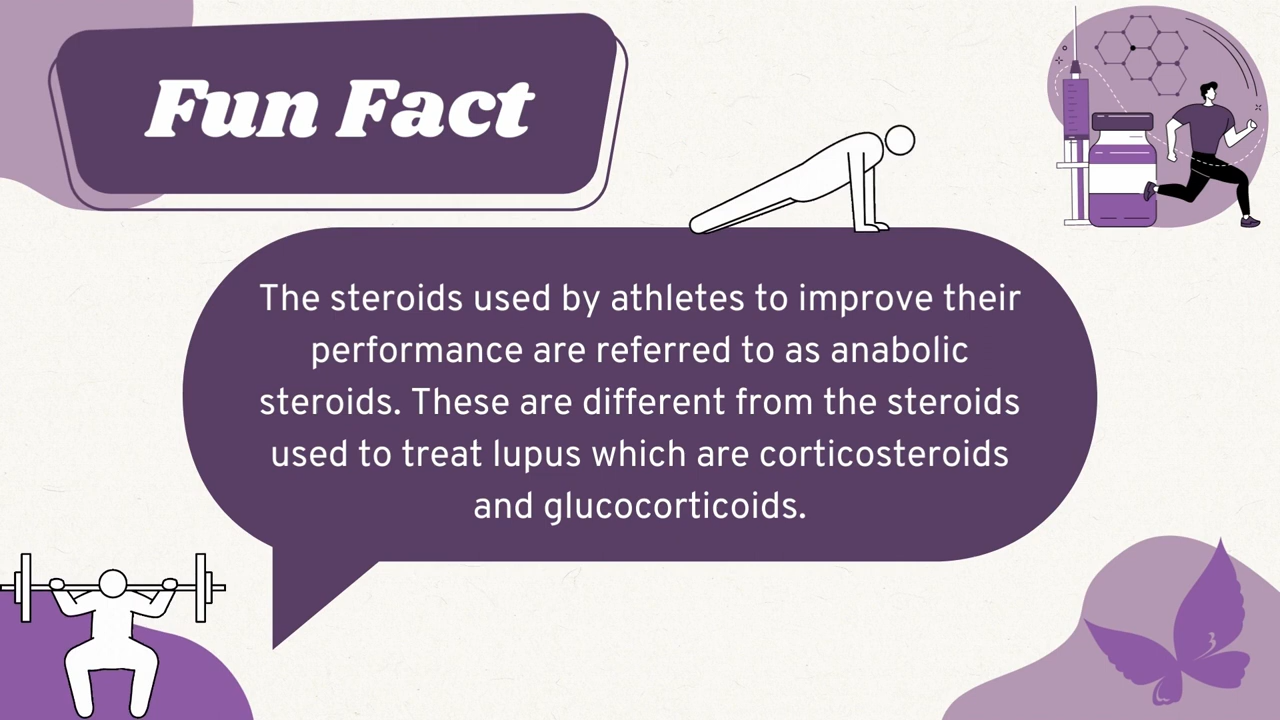 Fun Fact
The steroids used by athletes to improve their
performance are referred to as anabolic
steroids. These are different from the steroids
used to treat lupus which are corticosteroids
and glucocorticoids.